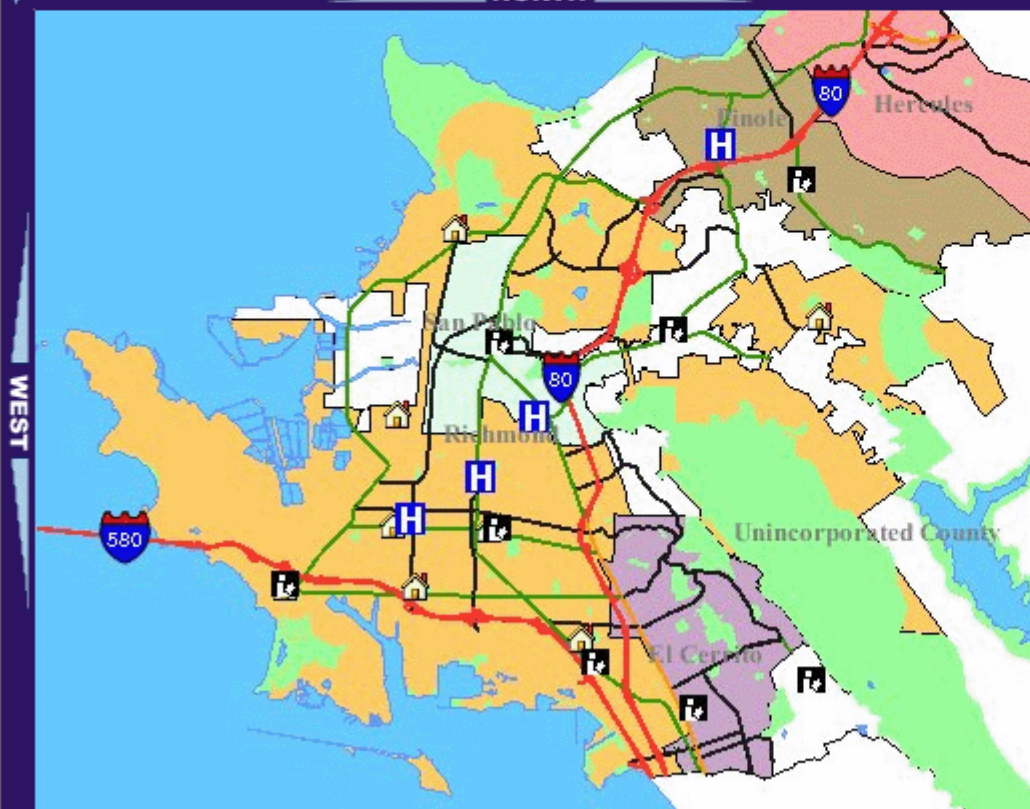 80
Hercules
Pinole
H
San Pablo
80
H
Richmond
H
H
WEST
580
Unincorporated County
El Cerrito